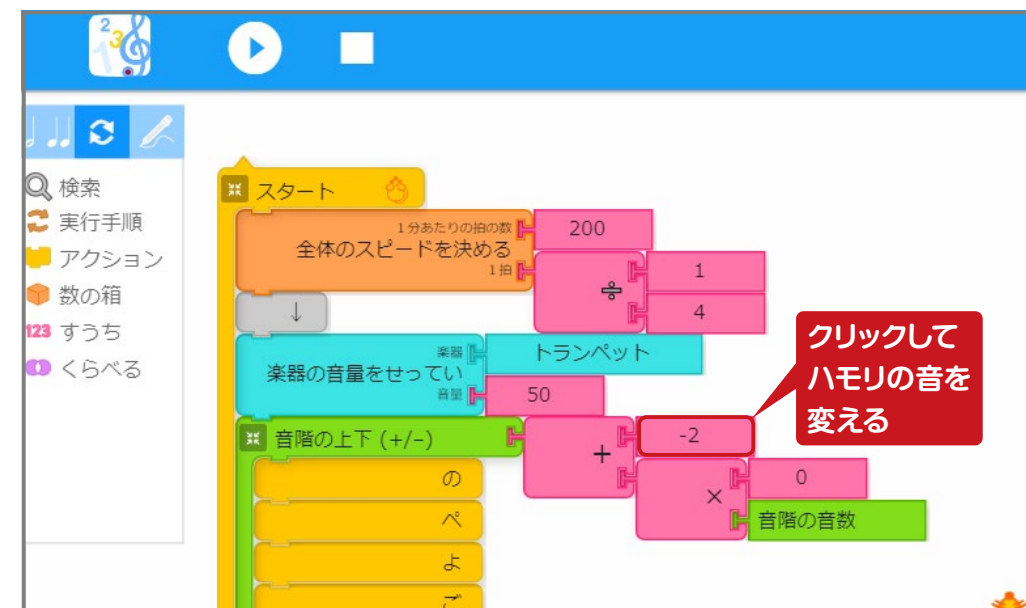 検索
実行手順
アクション
数の箱
123 すうち
くらべる
スタート
1分あたりの拍の数
200
全体のスピードを決める
1拍
÷
1
4
↓
楽器
トランペット
楽器の音量をせってい
音量
50
音階の上下 (+/−)
+
-2
×
0
音階の音数
の
ペ
よ
ご
クリックして
ハモリの音を
変える